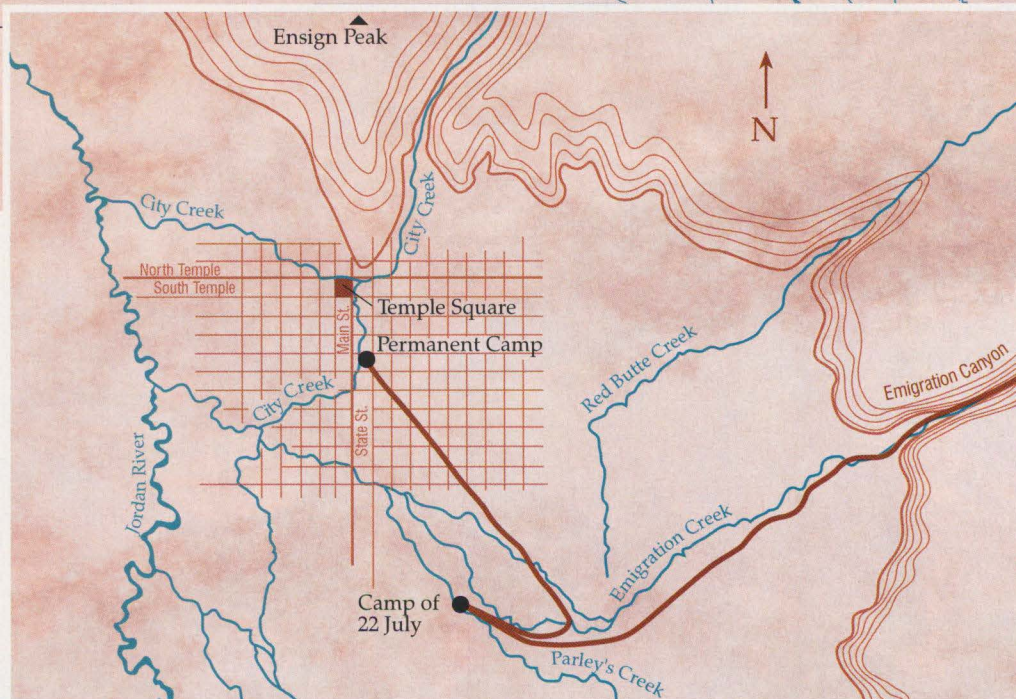 Ensign Peak
N
City Creek
City Creek
North Temple
South Temple
Temple Square
Main St.
Permanent Camp
Red Butte Creek
Emigration Canyon
City Creek
State St.
Jordan River
Emigration Creek
Camp of
22 July
Parley's Creek